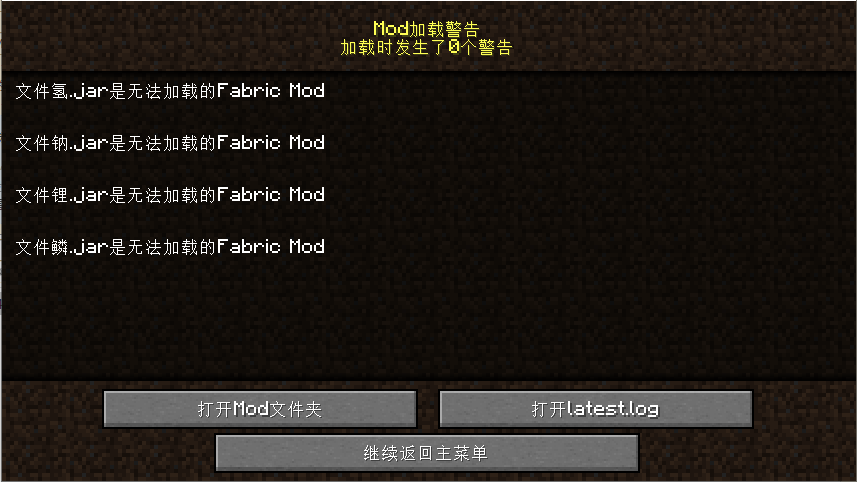 Mod加载警告
加载时发生了0个警告
文件氢.jar是无法加载的Fabric Mod
文件钠.jar是无法加载的Fabric Mod
文件锂.jar是无法加载的Fabric Mod
文件鳞.jar是无法加载的Fabric Mod
打开Mod文件夹
打开latest.log
继续返回主菜单